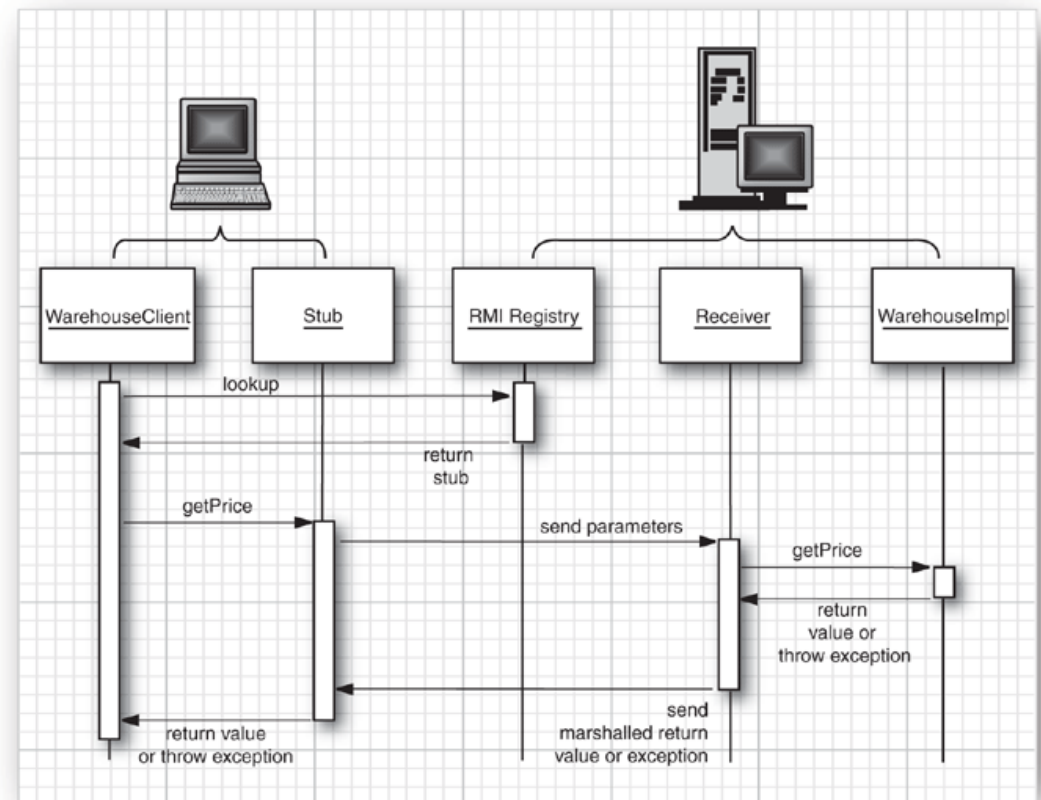 WarehouseClient
Stub
RMI Registry
Receiver
WarehouseImpl
lookup
return
stub
getPrice
send parameters
getPrice
return
value or
throw exception
send
marshalled return
value or exception
return value
or throw exception